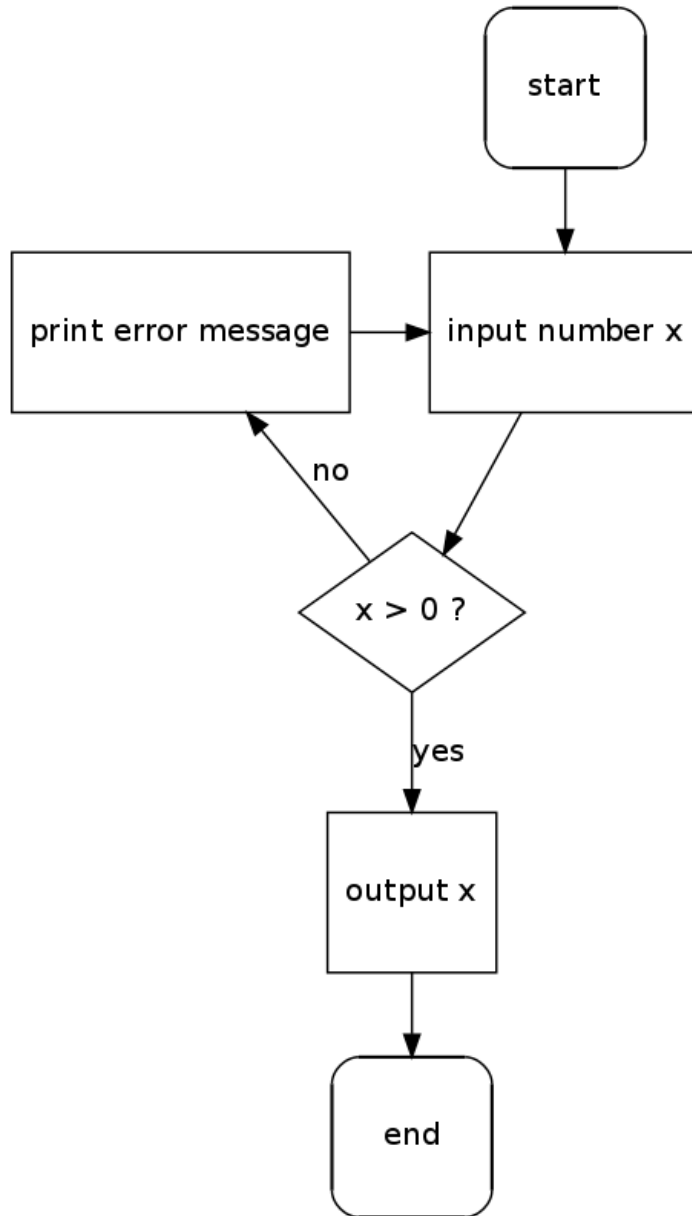 start
print error message
input number x
no
x > 0 ?
yes
output x
end